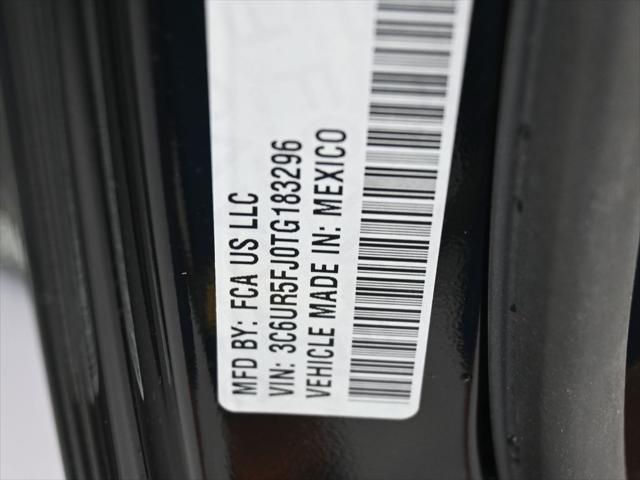 MFD BY: FCA US LLC
VIN: 3C6UR5FJ0TG183296
VEHICLE MADE IN: MEXICO